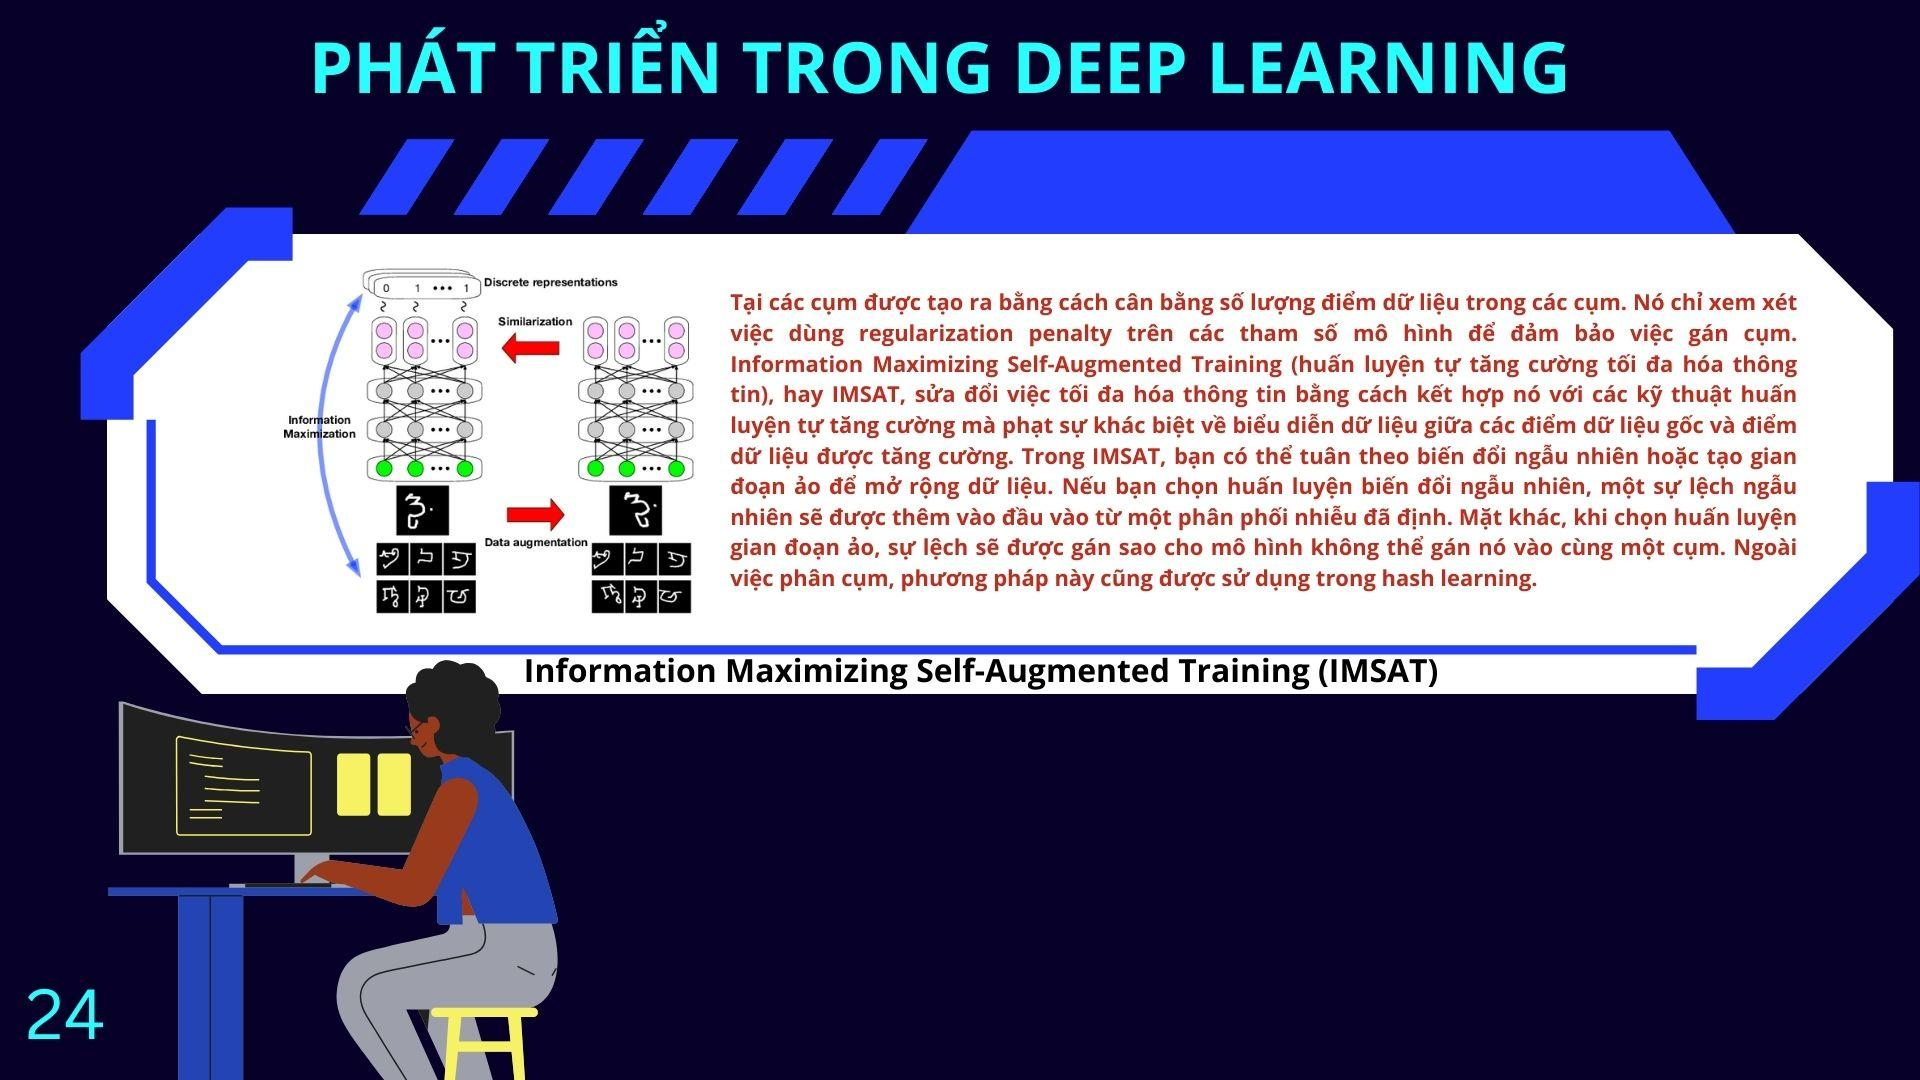 PHÁT TRIỂN TRONG DEEP LEARNING
0 1 ••• 1
Discrete representations
Similarization
Information
Maximization
Data augmentation
Tại các cụm được tạo ra bằng cách cân bằng số lượng điểm dữ liệu trong các cụm. Nó chỉ xem xét
việc dùng regularization penalty trên các tham số mô hình để đảm bảo việc gán cụm.
Information Maximizing Self-Augmented Training (huấn luyện tự tăng cường tối đa hóa thông
tin), hay IMSAT, sửa đổi việc tối đa hóa thông tin bằng cách kết hợp nó với các kỹ thuật huấn
luyện tự tăng cường mà phạt sự khác biệt về biểu diễn dữ liệu giữa các điểm dữ liệu gốc và điểm
dữ liệu được tăng cường. Trong IMSAT, bạn có thể tuân theo biến đổi ngẫu nhiên hoặc tạo gian
đoạn ảo để mở rộng dữ liệu. Nếu bạn chọn huấn luyện biến đổi ngẫu nhiên, một sự lệch ngẫu
nhiên sẽ được thêm vào đầu vào từ một phân phối nhiễu đã định. Mặt khác, khi chọn huấn luyện
gian đoạn ảo, sự lệch sẽ được gán sao cho mô hình không thể gán nó vào cùng một cụm. Ngoài
việc phân cụm, phương pháp này cũng được sử dụng trong hash learning.
Information Maximizing Self-Augmented Training (IMSAT)
24